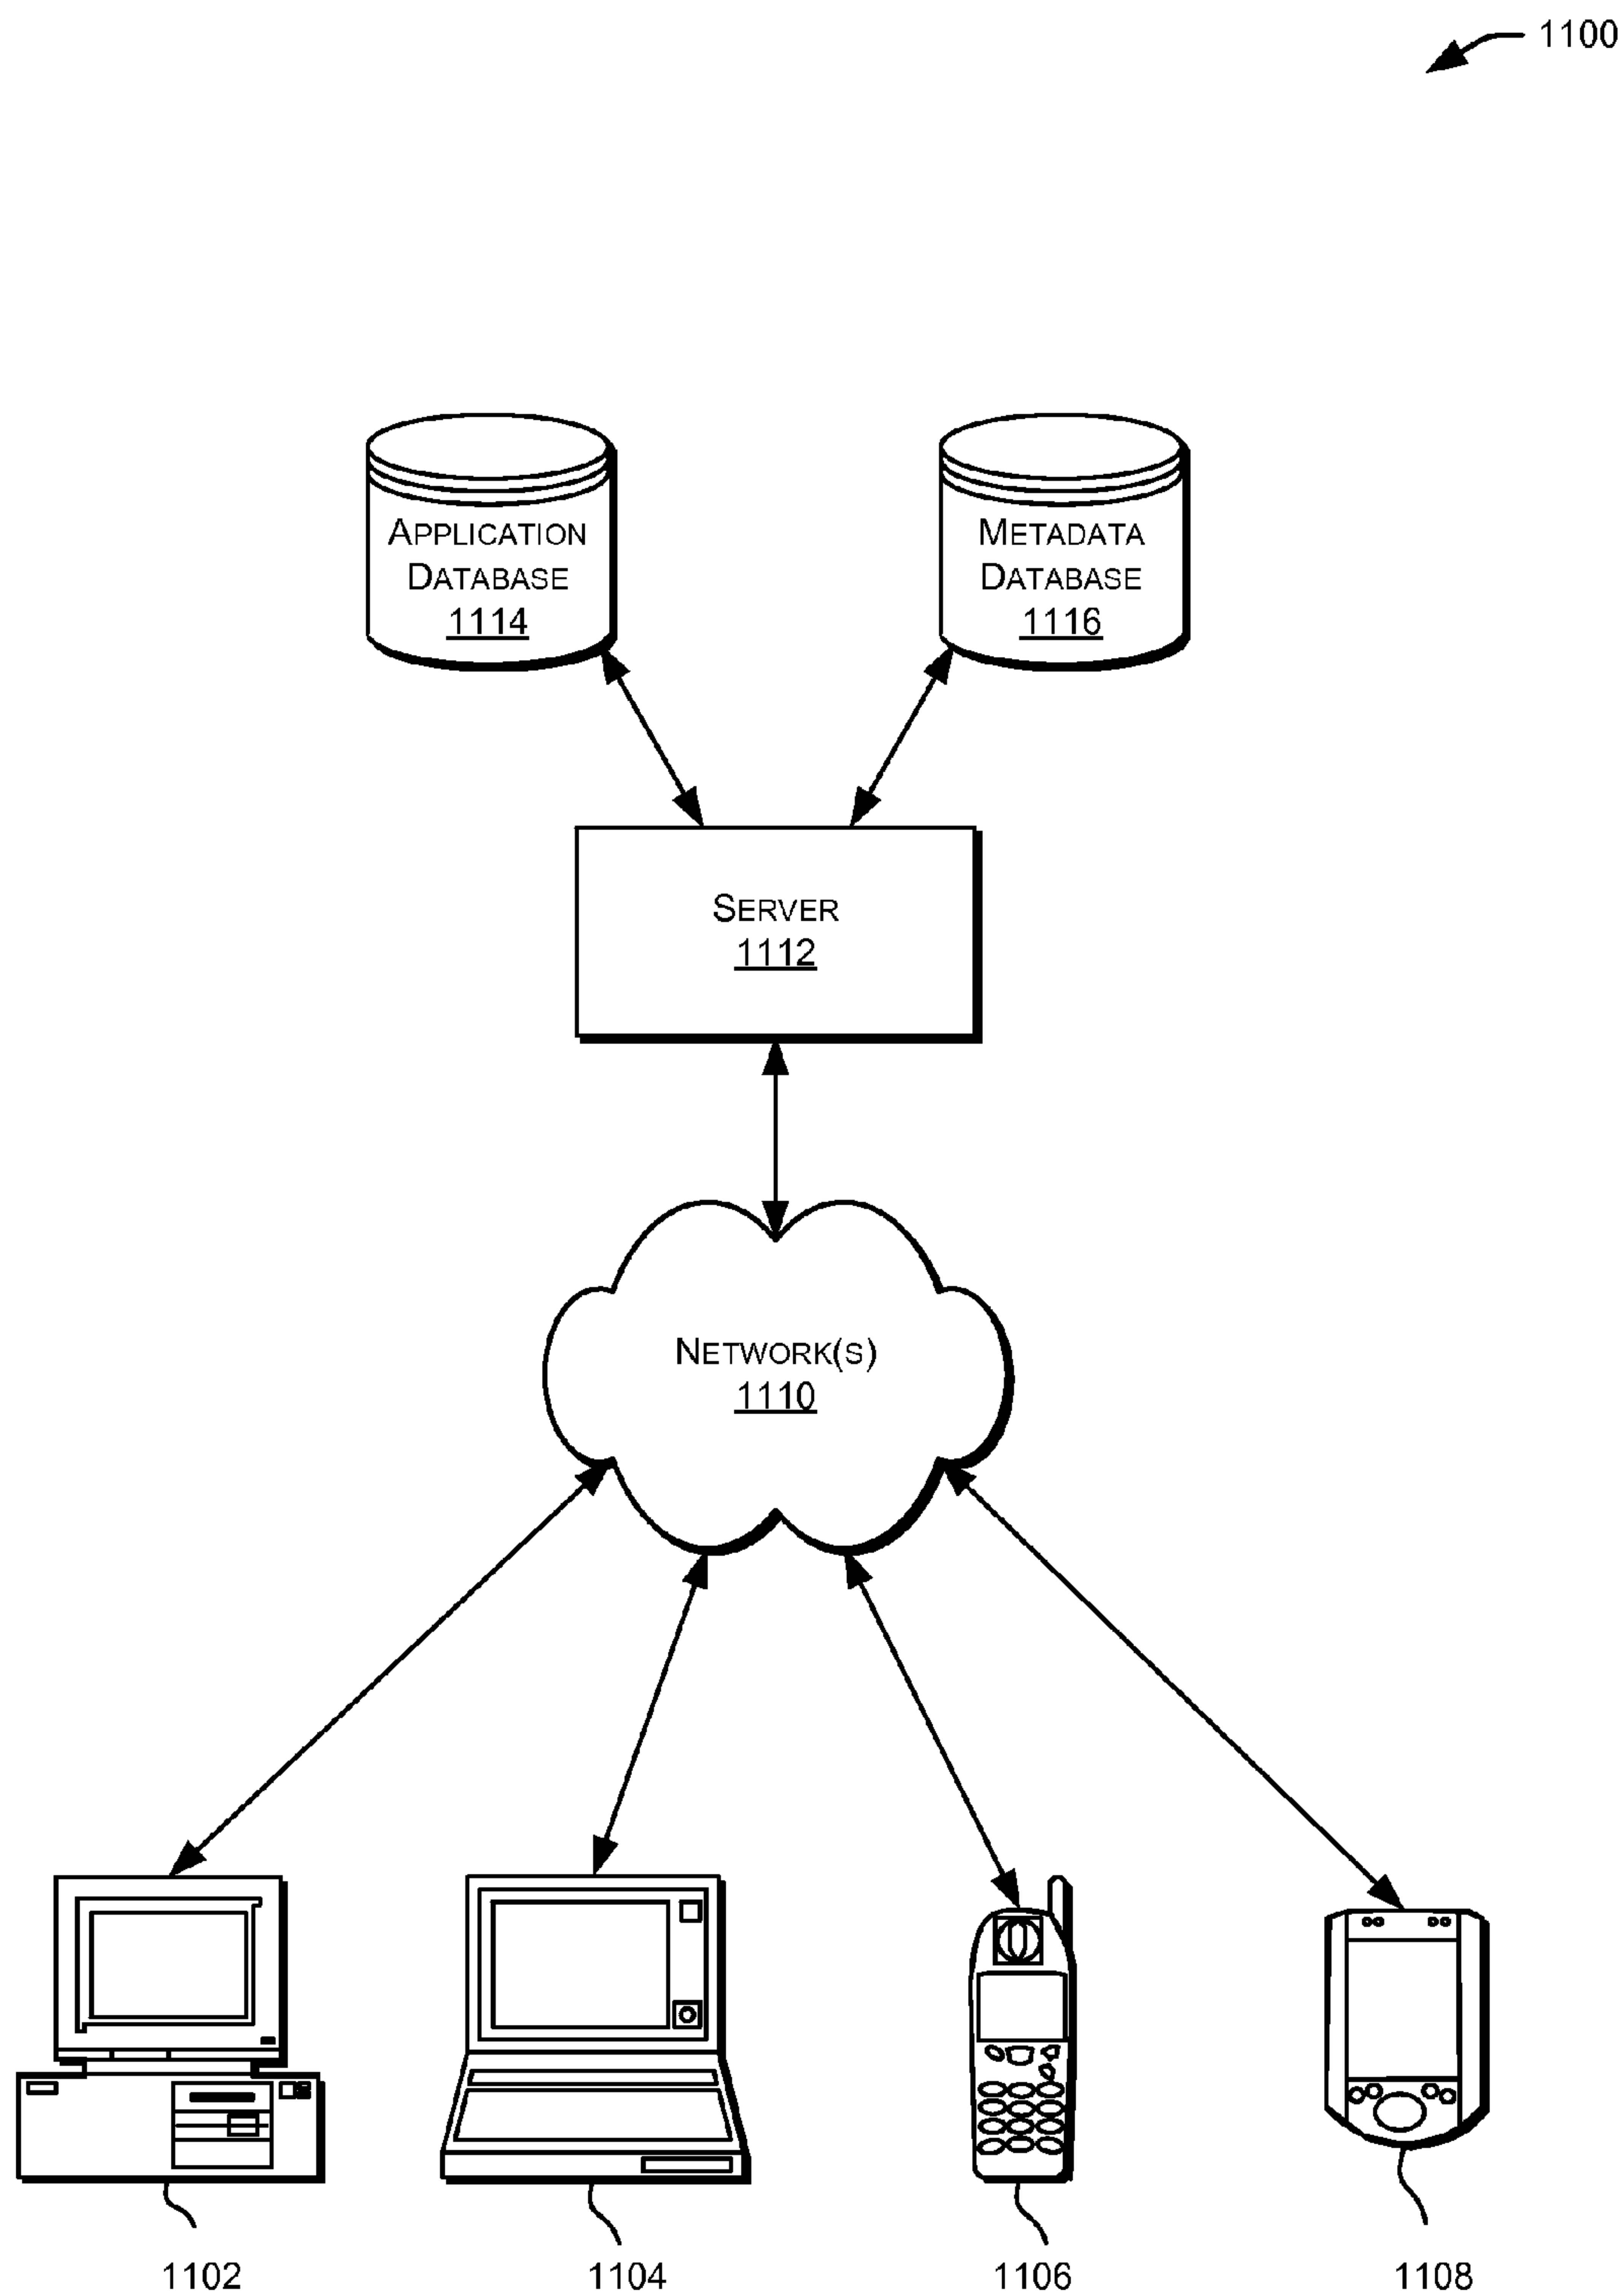 1100
APPLICATION
DATABASE
1114
METADATA
DATABASE
1116
SERVER
1112
NETWORK(S)
1110
1102
1104
1106
1108